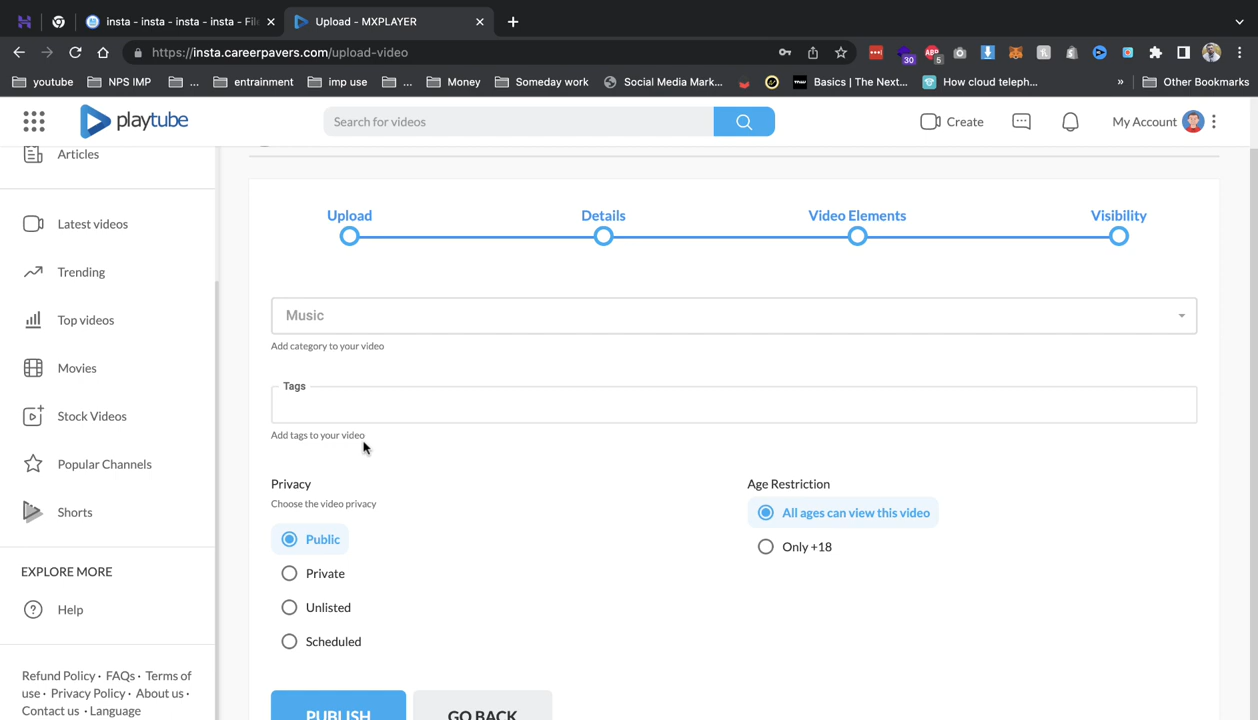 insta - insta - insta - insta - File
Upload - MXPLAYER
https://insta.careerpavers.com/upload-video
30
ABP
5
youtube
NPS IMP
...
entrainment
imp use
...
Money
Someday work
Social Media Mark...
Basics | The Next...
How cloud teleph...
»
Other Bookmarks
playtube
Search for videos
Create
My Account
Articles
Latest videos
Trending
Top videos
Movies
Stock Videos
Popular Channels
Shorts
EXPLORE MORE
Help
Refund Policy · FAQs · Terms of
use · Privacy Policy · About us ·
Contact us · Language
Upload
Details
Video Elements
Visibility
Music
Add category to your video
Tags
Add tags to your video
Privacy
Choose the video privacy
Public
Private
Unlisted
Scheduled
Age Restriction
All ages can view this video
Only +18
PUBLISH
GO BACK